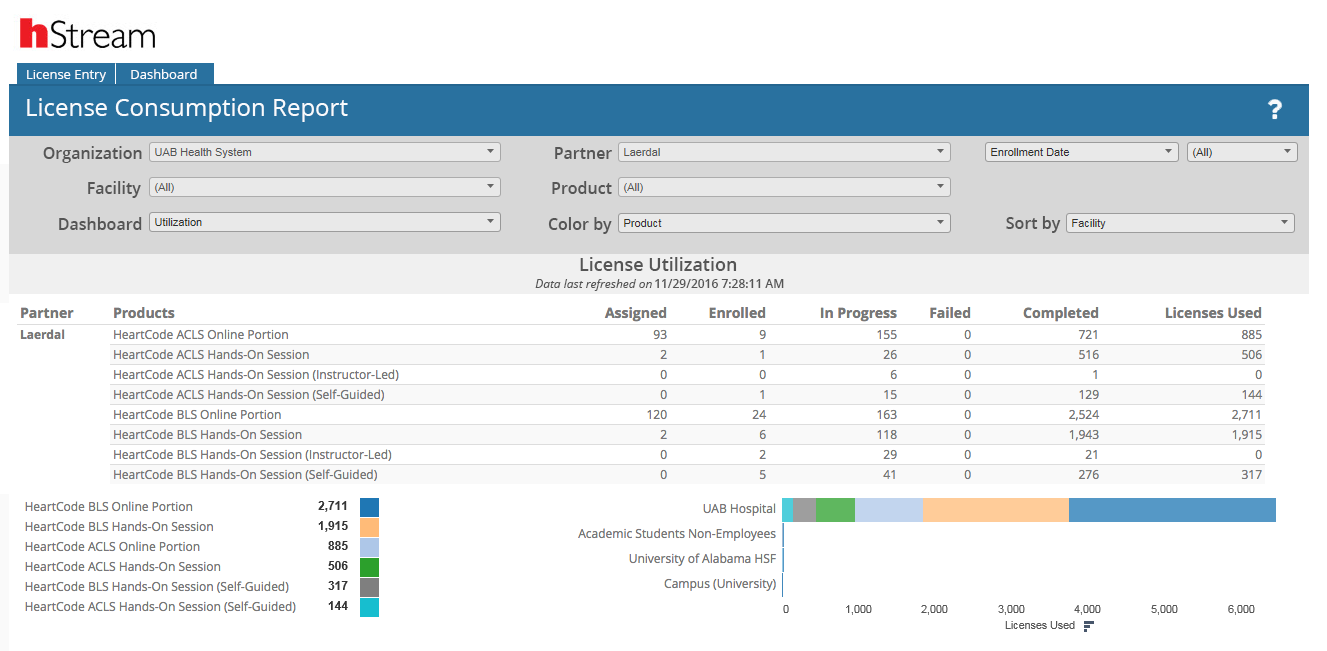 hStream
License Entry Dashboard
License Consumption Report ?
Organization UAB Health System Partner Laerdal Enrollment Date (All)
Facility (All) Product (All)
Dashboard Utilization Color by Product Sort by Facility
License Utilization
Data last refreshed on 11/29/2016 7:28:11 AM
Partner Products Assigned Enrolled In Progress Failed Completed Licenses Used
Laerdal HeartCode ACLS Online Portion 93 9 155 0 721 885
HeartCode ACLS Hands-On Session 2 1 26 0 516 506
HeartCode ACLS Hands-On Session (Instructor-Led) 0 0 6 0 1 0
HeartCode ACLS Hands-On Session (Self-Guided) 0 1 15 0 129 144
HeartCode BLS Online Portion 120 24 163 0 2,524 2,711
HeartCode BLS Hands-On Session 2 6 118 0 1,943 1,915
HeartCode BLS Hands-On Session (Instructor-Led) 0 2 29 0 21 0
HeartCode BLS Hands-On Session (Self-Guided) 0 5 41 0 276 317
HeartCode BLS Online Portion 2,711
HeartCode BLS Hands-On Session 1,915
HeartCode ACLS Online Portion 885
HeartCode ACLS Hands-On Session 506
HeartCode BLS Hands-On Session (Self-Guided) 317
HeartCode ACLS Hands-On Session (Self-Guided) 144
UAB Hospital
Academic Students Non-Employees
University of Alabama HSF
Campus (University)
0 1,000 2,000 3,000 4,000 5,000 6,000
Licenses Used